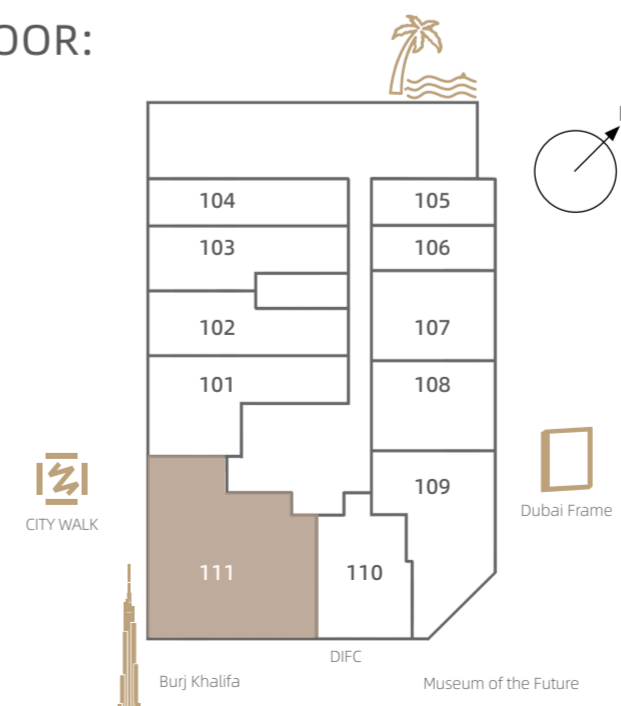 OOR:
104
105
103
106
102
107
101
108
109
CITY WALK
Dubai Frame
111
110
DIFC
Burj Khalifa
Museum of the Future